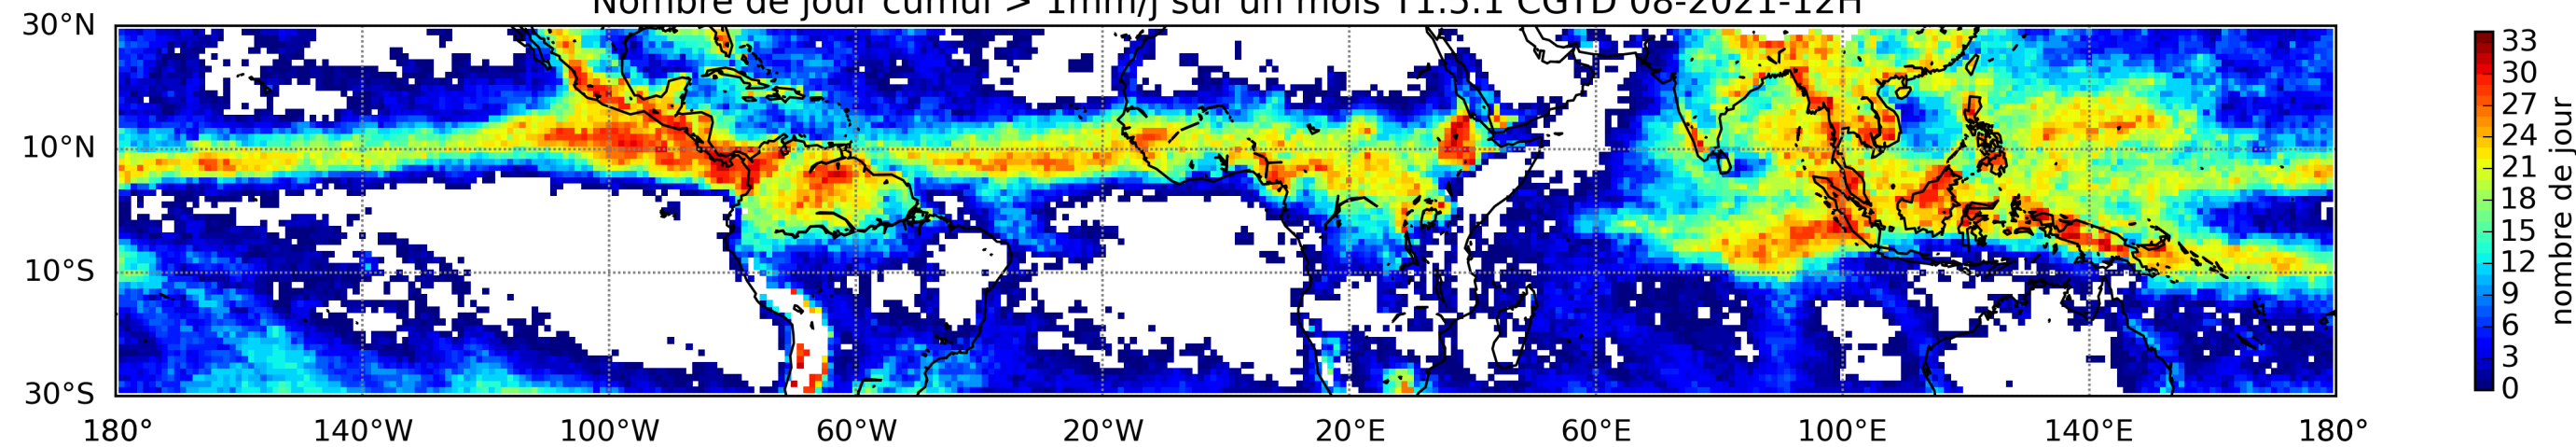 Nombre de jour cumul > 1mm/j sur un mois T1.5.1 CGTD 08-2021-12H
30°N
10°N
10°S
30°S
180° 140°W 100°W 60°W 20°W 20°E 60°E 100°E 140°E 180°
33
30
27
24
21
18
15
12
9
6
3
0
nombre de jour